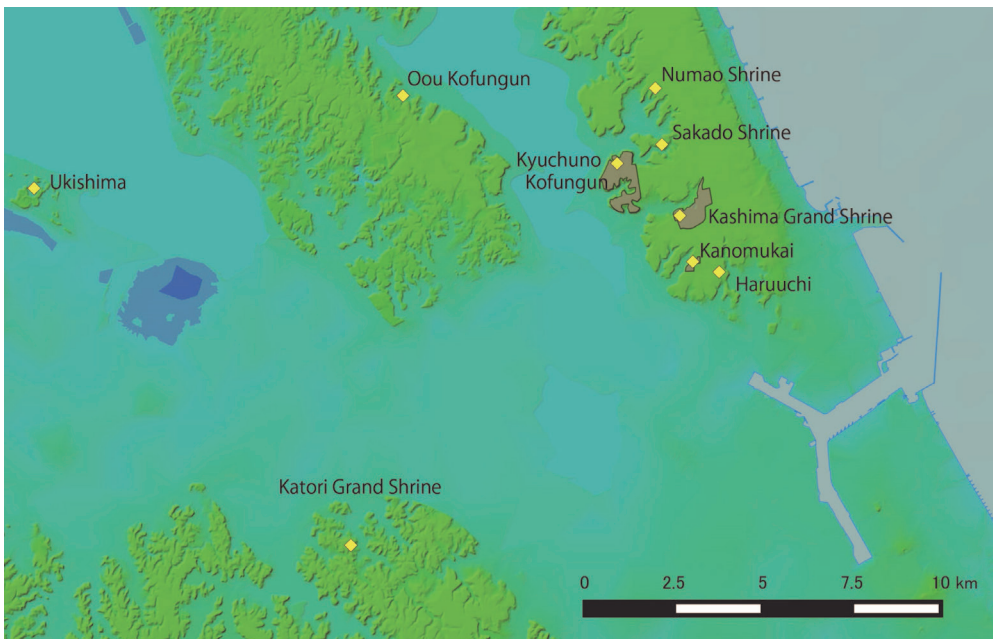 Oou Kofungun
Numao Shrine
Sakado Shrine
Kyuchuno
Kofungun
Ukishima
Kashima Grand Shrine
Kanomukai
Haruuchi
Katori Grand Shrine
0 2.5 5 7.5 10 km